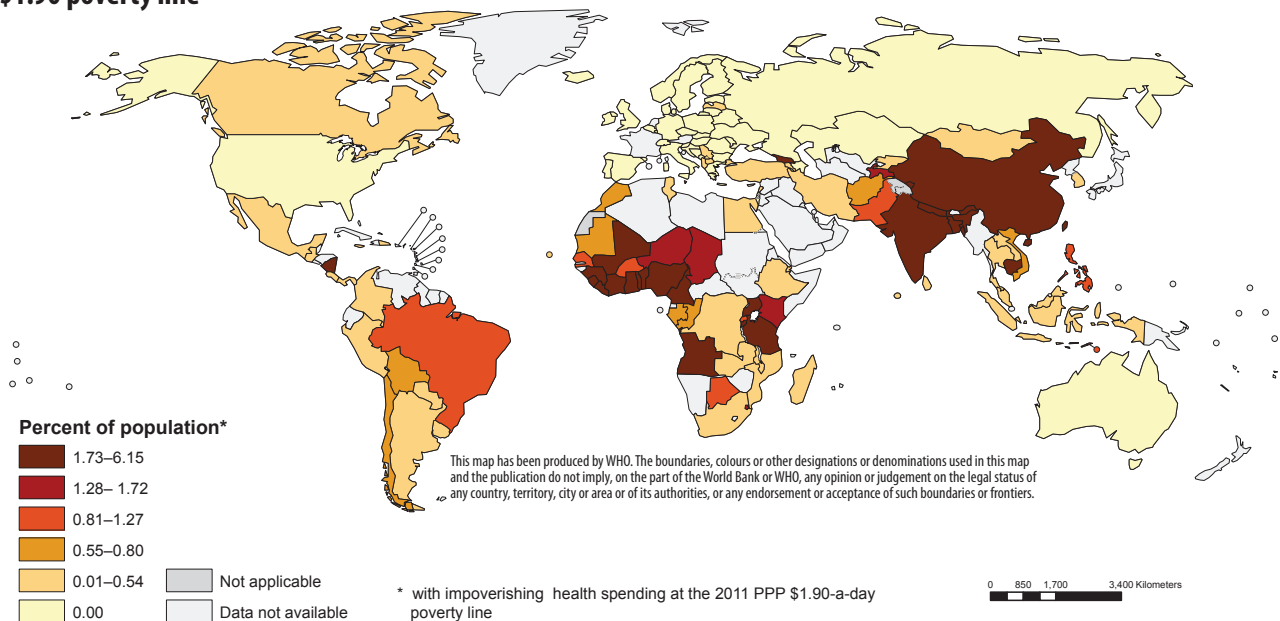 $1.90 poverty line
Percent of population*
1.73–6.15
1.28– 1.72
0.81–1.27
0.55–0.80
0.01–0.54
0.00
Not applicable
Data not available
This map has been produced by WHO. The boundaries, colours or other designations or denominations used in this map
and the publication do not imply, on the part of the World Bank or WHO, any opinion or judgement on the legal status of
any country, territory, city or area or of its authorities, or any endorsement or acceptance of such boundaries or frontiers.
* with impoverishing health spending at the 2011 PPP $1.90-a-day
poverty line
0 850 1,700 3,400 Kilometers